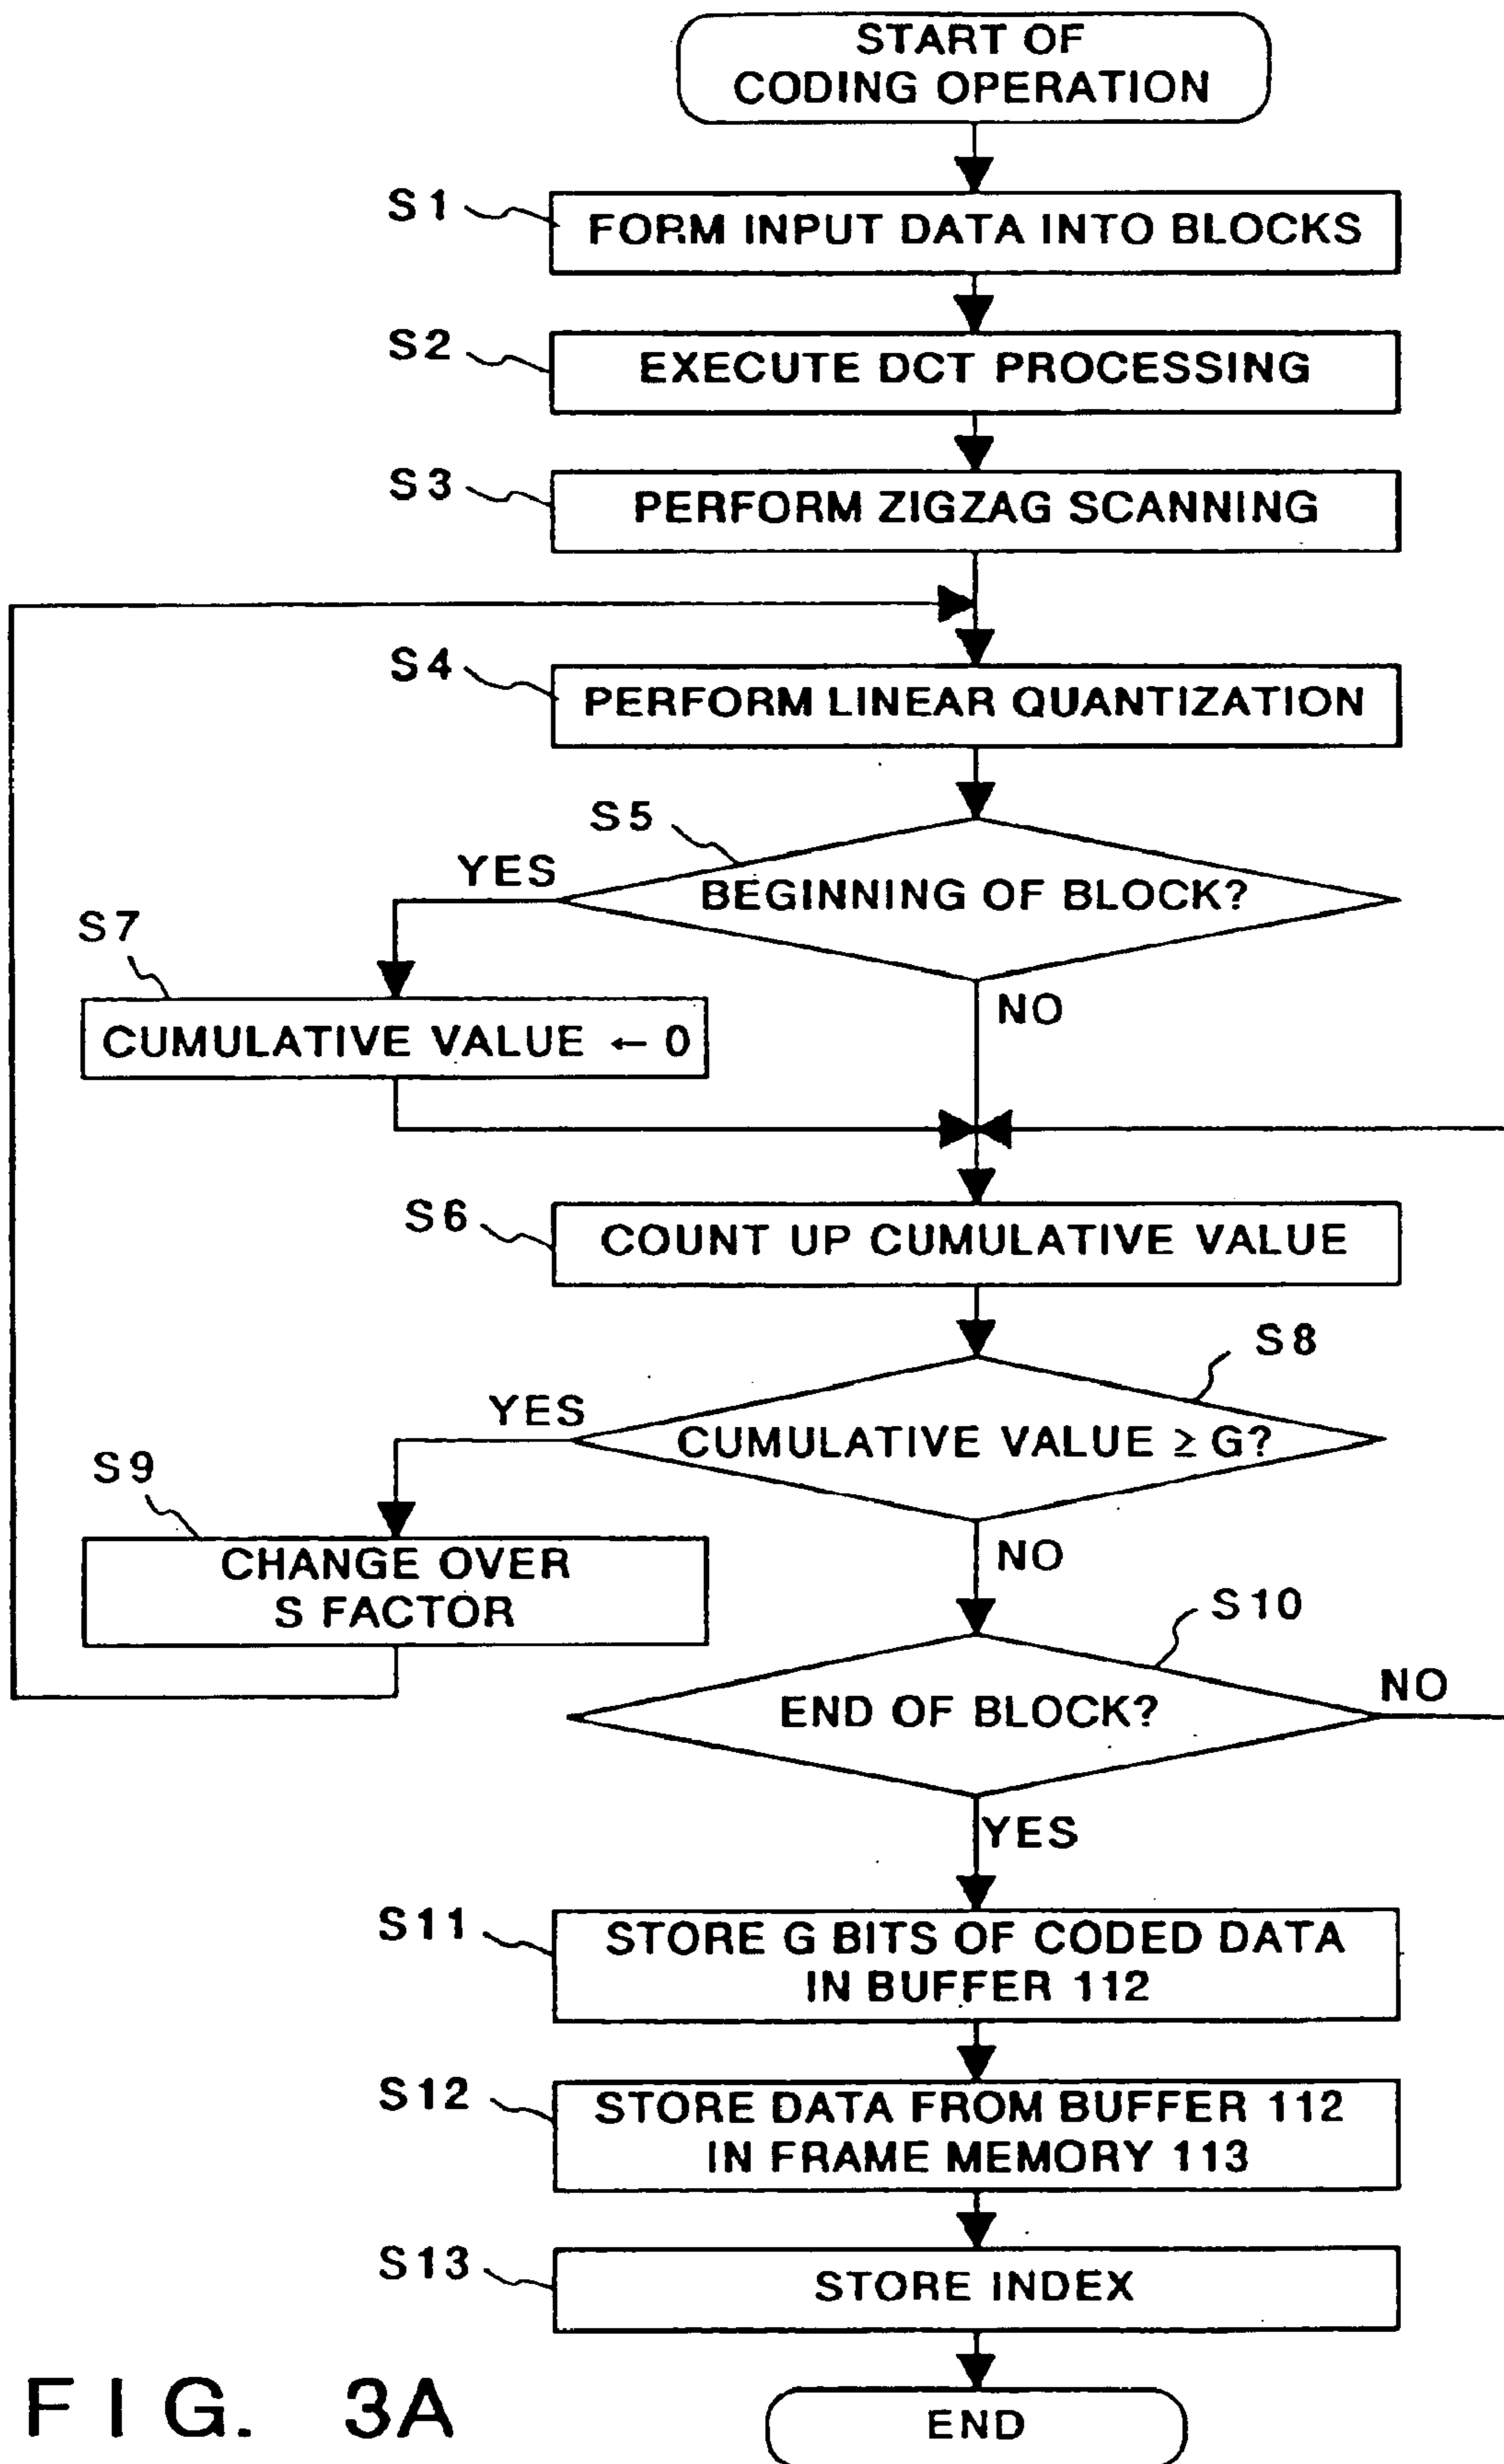 START OF
CODING OPERATION
S1
FORM INPUT DATA INTO BLOCKS
S2
EXECUTE DCT PROCESSING
S3
PERFORM ZIGZAG SCANNING
S4
PERFORM LINEAR QUANTIZATION
S5
YES
BEGINNING OF BLOCK?
S7
NO
CUMULATIVE VALUE ← 0
S6
COUNT UP CUMULATIVE VALUE
S8
YES
CUMULATIVE VALUE ≥ G?
S9
CHANGE OVER
S FACTOR
NO
S10
END OF BLOCK?
NO
YES
S11
STORE G BITS OF CODED DATA
IN BUFFER 112
S12
STORE DATA FROM BUFFER 112
IN FRAME MEMORY 113
S13
STORE INDEX
END
FIG. 3A